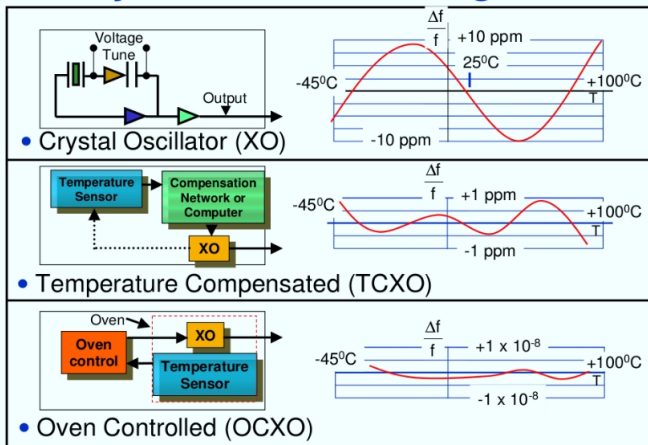 Voltage
Tune
Output
• Crystal Oscillator (XO)
Δf
f
+10 ppm
25⁰C
-45⁰C
+100⁰C
T
-10 ppm
Temperature
Sensor
Compensation
Network or
Computer
XO
• Temperature Compensated (TCXO)
Δf
f
+1 ppm
-45⁰C
+100⁰C
T
-1 ppm
Oven
Oven
control
XO
Temperature
Sensor
• Oven Controlled (OCXO)
Δf
f
+1 x 10⁻⁸
-45⁰C
+100⁰C
T
-1 x 10⁻⁸